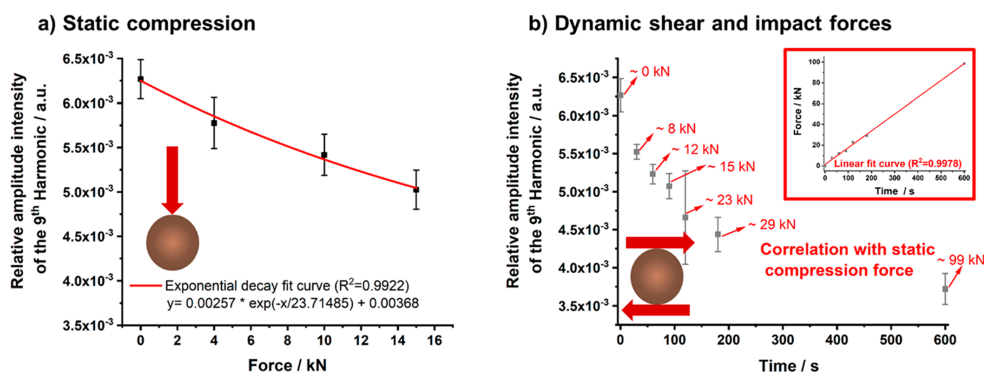 a) Static compression
Relative amplitude intensity
of the 9th Harmonic / a.u.
6.5x10⁻³
6.0x10⁻³
5.5x10⁻³
5.0x10⁻³
4.5x10⁻³
4.0x10⁻³
3.5x10⁻³
Exponential decay fit curve (R²=0.9922)
y= 0.00257 * exp(-x/23.71485) + 0.00368
0 2 4 6 8 10 12 14 16
Force / kN
b) Dynamic shear and impact forces
Relative amplitude intensity
of the 9th Harmonic / a.u.
6.5x10⁻³
6.0x10⁻³
5.5x10⁻³
5.0x10⁻³
4.5x10⁻³
4.0x10⁻³
3.5x10⁻³
~ 0 kN
~ 8 kN
~ 12 kN
~ 15 kN
~ 23 kN
~ 29 kN
~ 99 kN
Correlation with static
compression force
0 100 200 300 400 500 600
Time / s
Force / kN
100
80
60
40
20
0
Linear fit curve (R²=0.9978)
0 100 200 300 400 500 600
Time / s